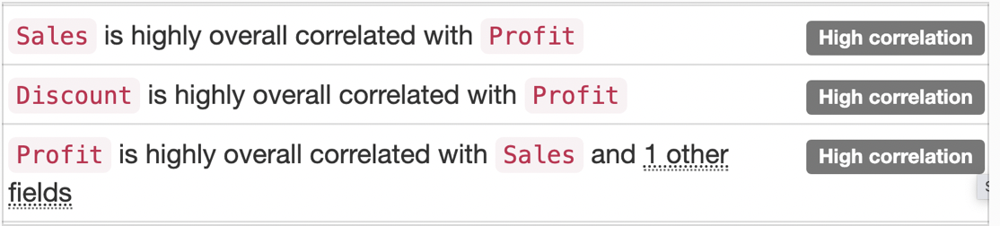 Sales is highly overall correlated with Profit High correlation
Discount is highly overall correlated with Profit High correlation
Profit is highly overall correlated with Sales and 1 other High correlation
fields